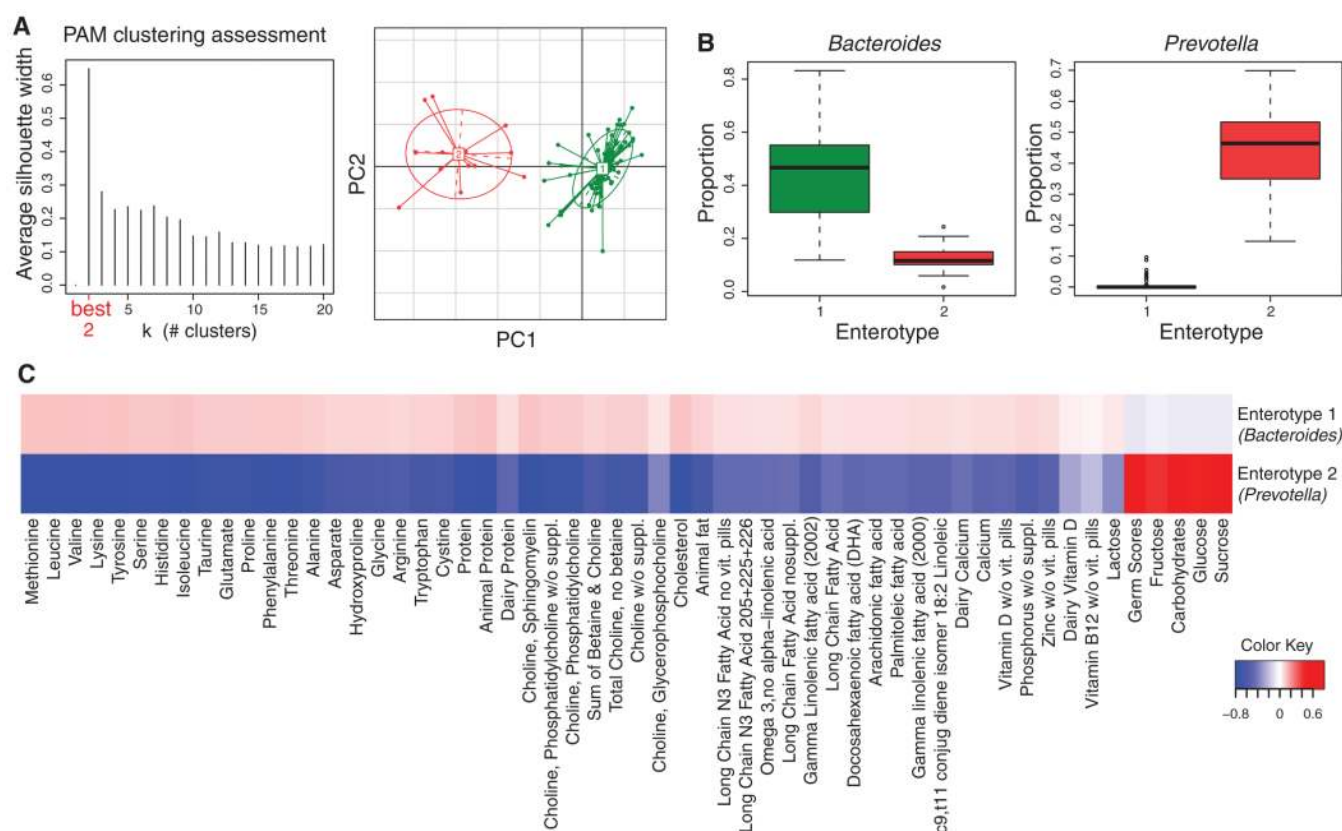 A
PAM clustering assessment
Average silhouette width
0.0 0.1 0.2 0.3 0.4 0.5 0.6
best
2
5 10 15 20
k (# clusters)
PC2
2
1
PC1
B
Bacteroides
Proportion
0.0 0.2 0.4 0.6 0.8
1 2
Enterotype
Prevotella
Proportion
0.0 0.1 0.2 0.3 0.4 0.5 0.6 0.7
1 2
Enterotype
C
Enterotype 1
(Bacteroides)
Enterotype 2
(Prevotella)
Methionine
Leucine
Valine
Lysine
Tyrosine
Serine
Histidine
Isoleucine
Taurine
Glutamate
Proline
Phenylalanine
Threonine
Alanine
Asparate
Hydroxyproline
Glycine
Arginine
Tryptophan
Cystine
Protein
Animal Protein
Dairy Protein
Choline, Sphingomyelin
Choline, Phosphatidylcholine w/o suppl.
Choline, Phosphatidylcholine
Sum of Betaine & Choline
Total Choline, no betaine
Choline w/o suppl.
Choline, Glycerophosphocholine
Cholesterol
Animal fat
Long Chain N3 Fatty Acid no vit. pills
Long Chain N3 Fatty Acid 205+225+226
Omega 3,no alpha−linolenic acid
Long Chain Fatty Acid nosuppl.
Gamma Linolenic fatty acid (2002)
Long Chain Fatty Acid
Docosahexaenoic fatty acid (DHA)
Arachidonic fatty acid
Palmitoleic fatty acid
Gamma linolenic fatty acid (2000)
c9,t11 conjug diene isomer 18:2 Linoleic
Dairy Calcium
Calcium
Vitamin D w/o vit. pills
Phosphorus w/o suppl.
Zinc w/o vit. pills
Dairy Vitamin D
Vitamin B12 w/o vit. pills
Lactose
Germ Scores
Fructose
Carbohydrates
Glucose
Sucrose
Color Key
−0.8 0 0.6